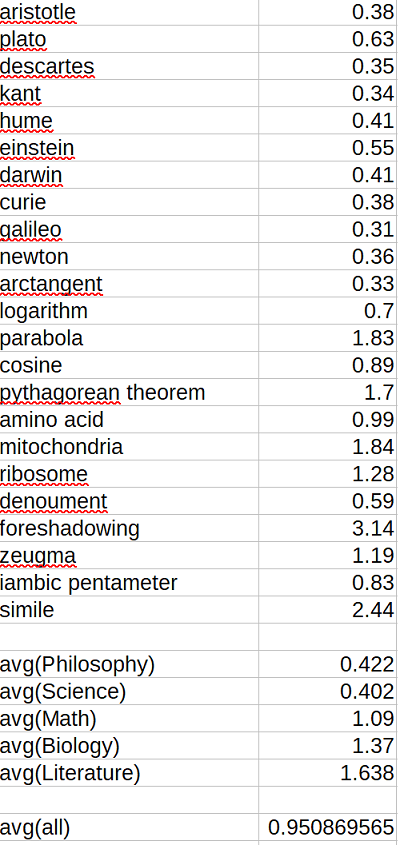 aristotle 0.38
plato 0.63
descartes 0.35
kant 0.34
hume 0.41
einstein 0.55
darwin 0.41
curie 0.38
galileo 0.31
newton 0.36
arctangent 0.33
logarithm 0.7
parabola 1.83
cosine 0.89
pythagorean theorem 1.7
amino acid 0.99
mitochondria 1.84
ribosome 1.28
denoument 0.59
foreshadowing 3.14
zeugma 1.19
iambic pentameter 0.83
simile 2.44
avg(Philosophy) 0.422
avg(Science) 0.402
avg(Math) 1.09
avg(Biology) 1.37
avg(Literature) 1.638
avg(all) 0.950869565